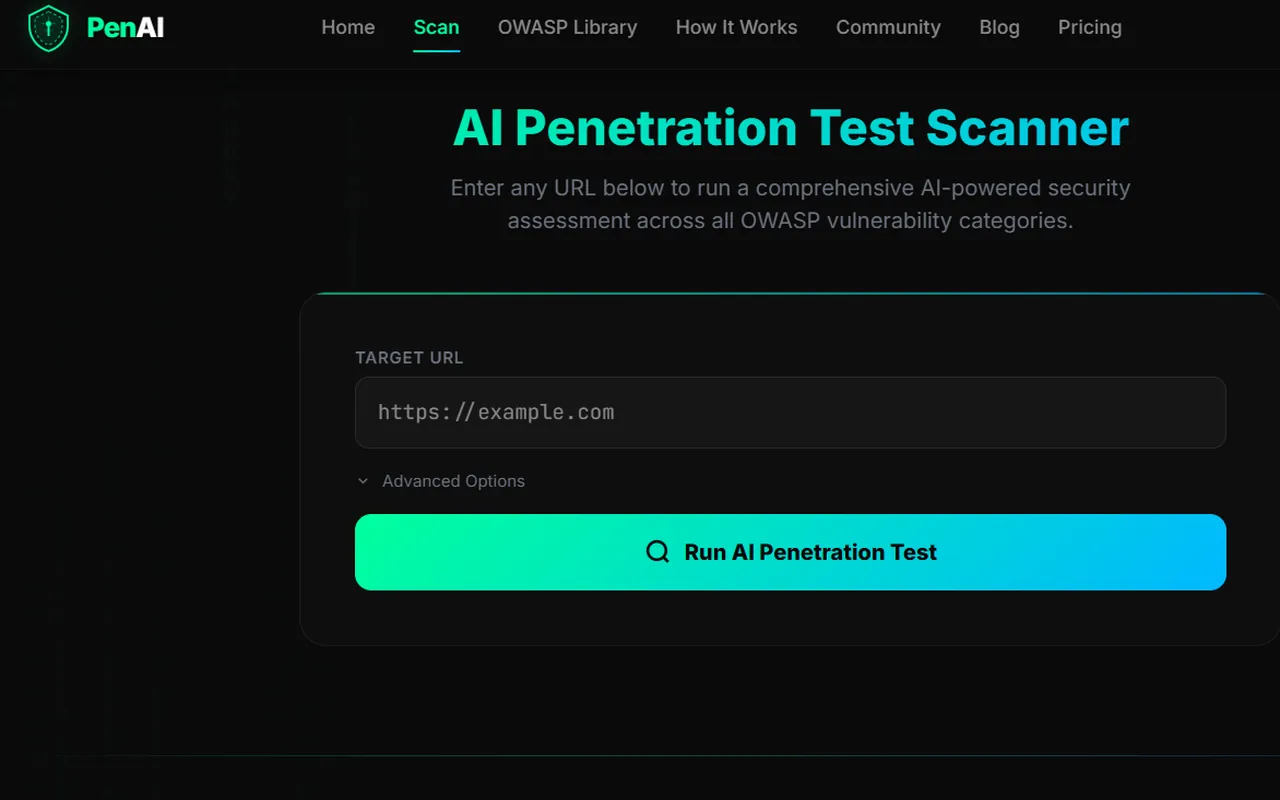 PenAI
Home Scan OWASP Library How It Works Community Blog Pricing
AI Penetration Test Scanner
Enter any URL below to run a comprehensive AI-powered security
assessment across all OWASP vulnerability categories.
TARGET URL
https://example.com
Advanced Options
Run AI Penetration Test